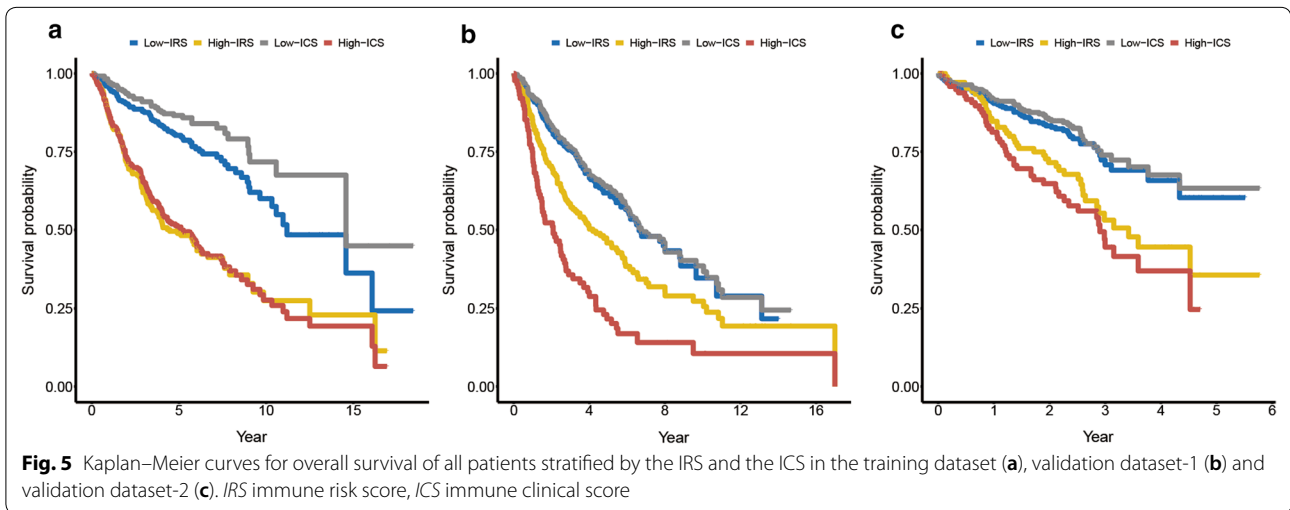 a
Low-IRS High-IRS Low-ICS High-ICS
1.00
0.75
0.50
0.25
0.00
Survival probability
0 5 10 15
Year
b
Low-IRS High-IRS Low-ICS High-ICS
1.00
0.75
0.50
0.25
0.00
Survival probability
0 4 8 12 16
Year
c
Low-IRS High-IRS Low-ICS High-ICS
1.00
0.75
0.50
0.25
0.00
Survival probability
0 1 2 3 4 5 6
Year
Fig. 5 Kaplan–Meier curves for overall survival of all patients stratified by the IRS and the ICS in the training dataset (a), validation dataset-1 (b) and
validation dataset-2 (c). IRS immune risk score, ICS immune clinical score